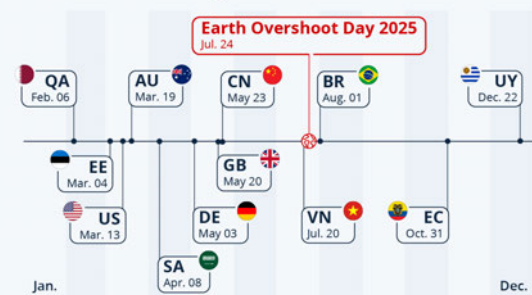 Earth Overshoot Day 2025
Jul. 24
QA
Feb. 06
AU
Mar. 19
CN
May 23
BR
Aug. 01
UY
Dec. 22
EE
Mar. 04
GB
May 20
US
Mar. 13
DE
May 03
VN
Jul. 20
EC
Oct. 31
SA
Apr. 08
Jan.
Dec.